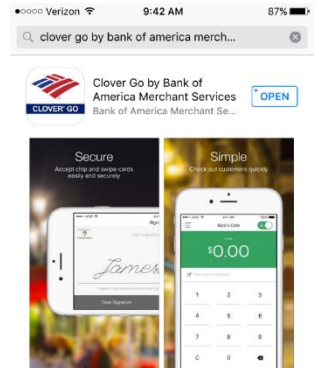 Verizon 9:42 AM 87%
clover go by bank of america merch...
Clover Go by Bank of
America Merchant Services
Bank of America Merchant Se...
OPEN
CLOVER GO
Secure
Accept chip and swipe cards
easily and securely
James
Clear Signature
Simple
Check out customers quickly
$0.00
1 2 3
4 5 6
7 8 9
C 0